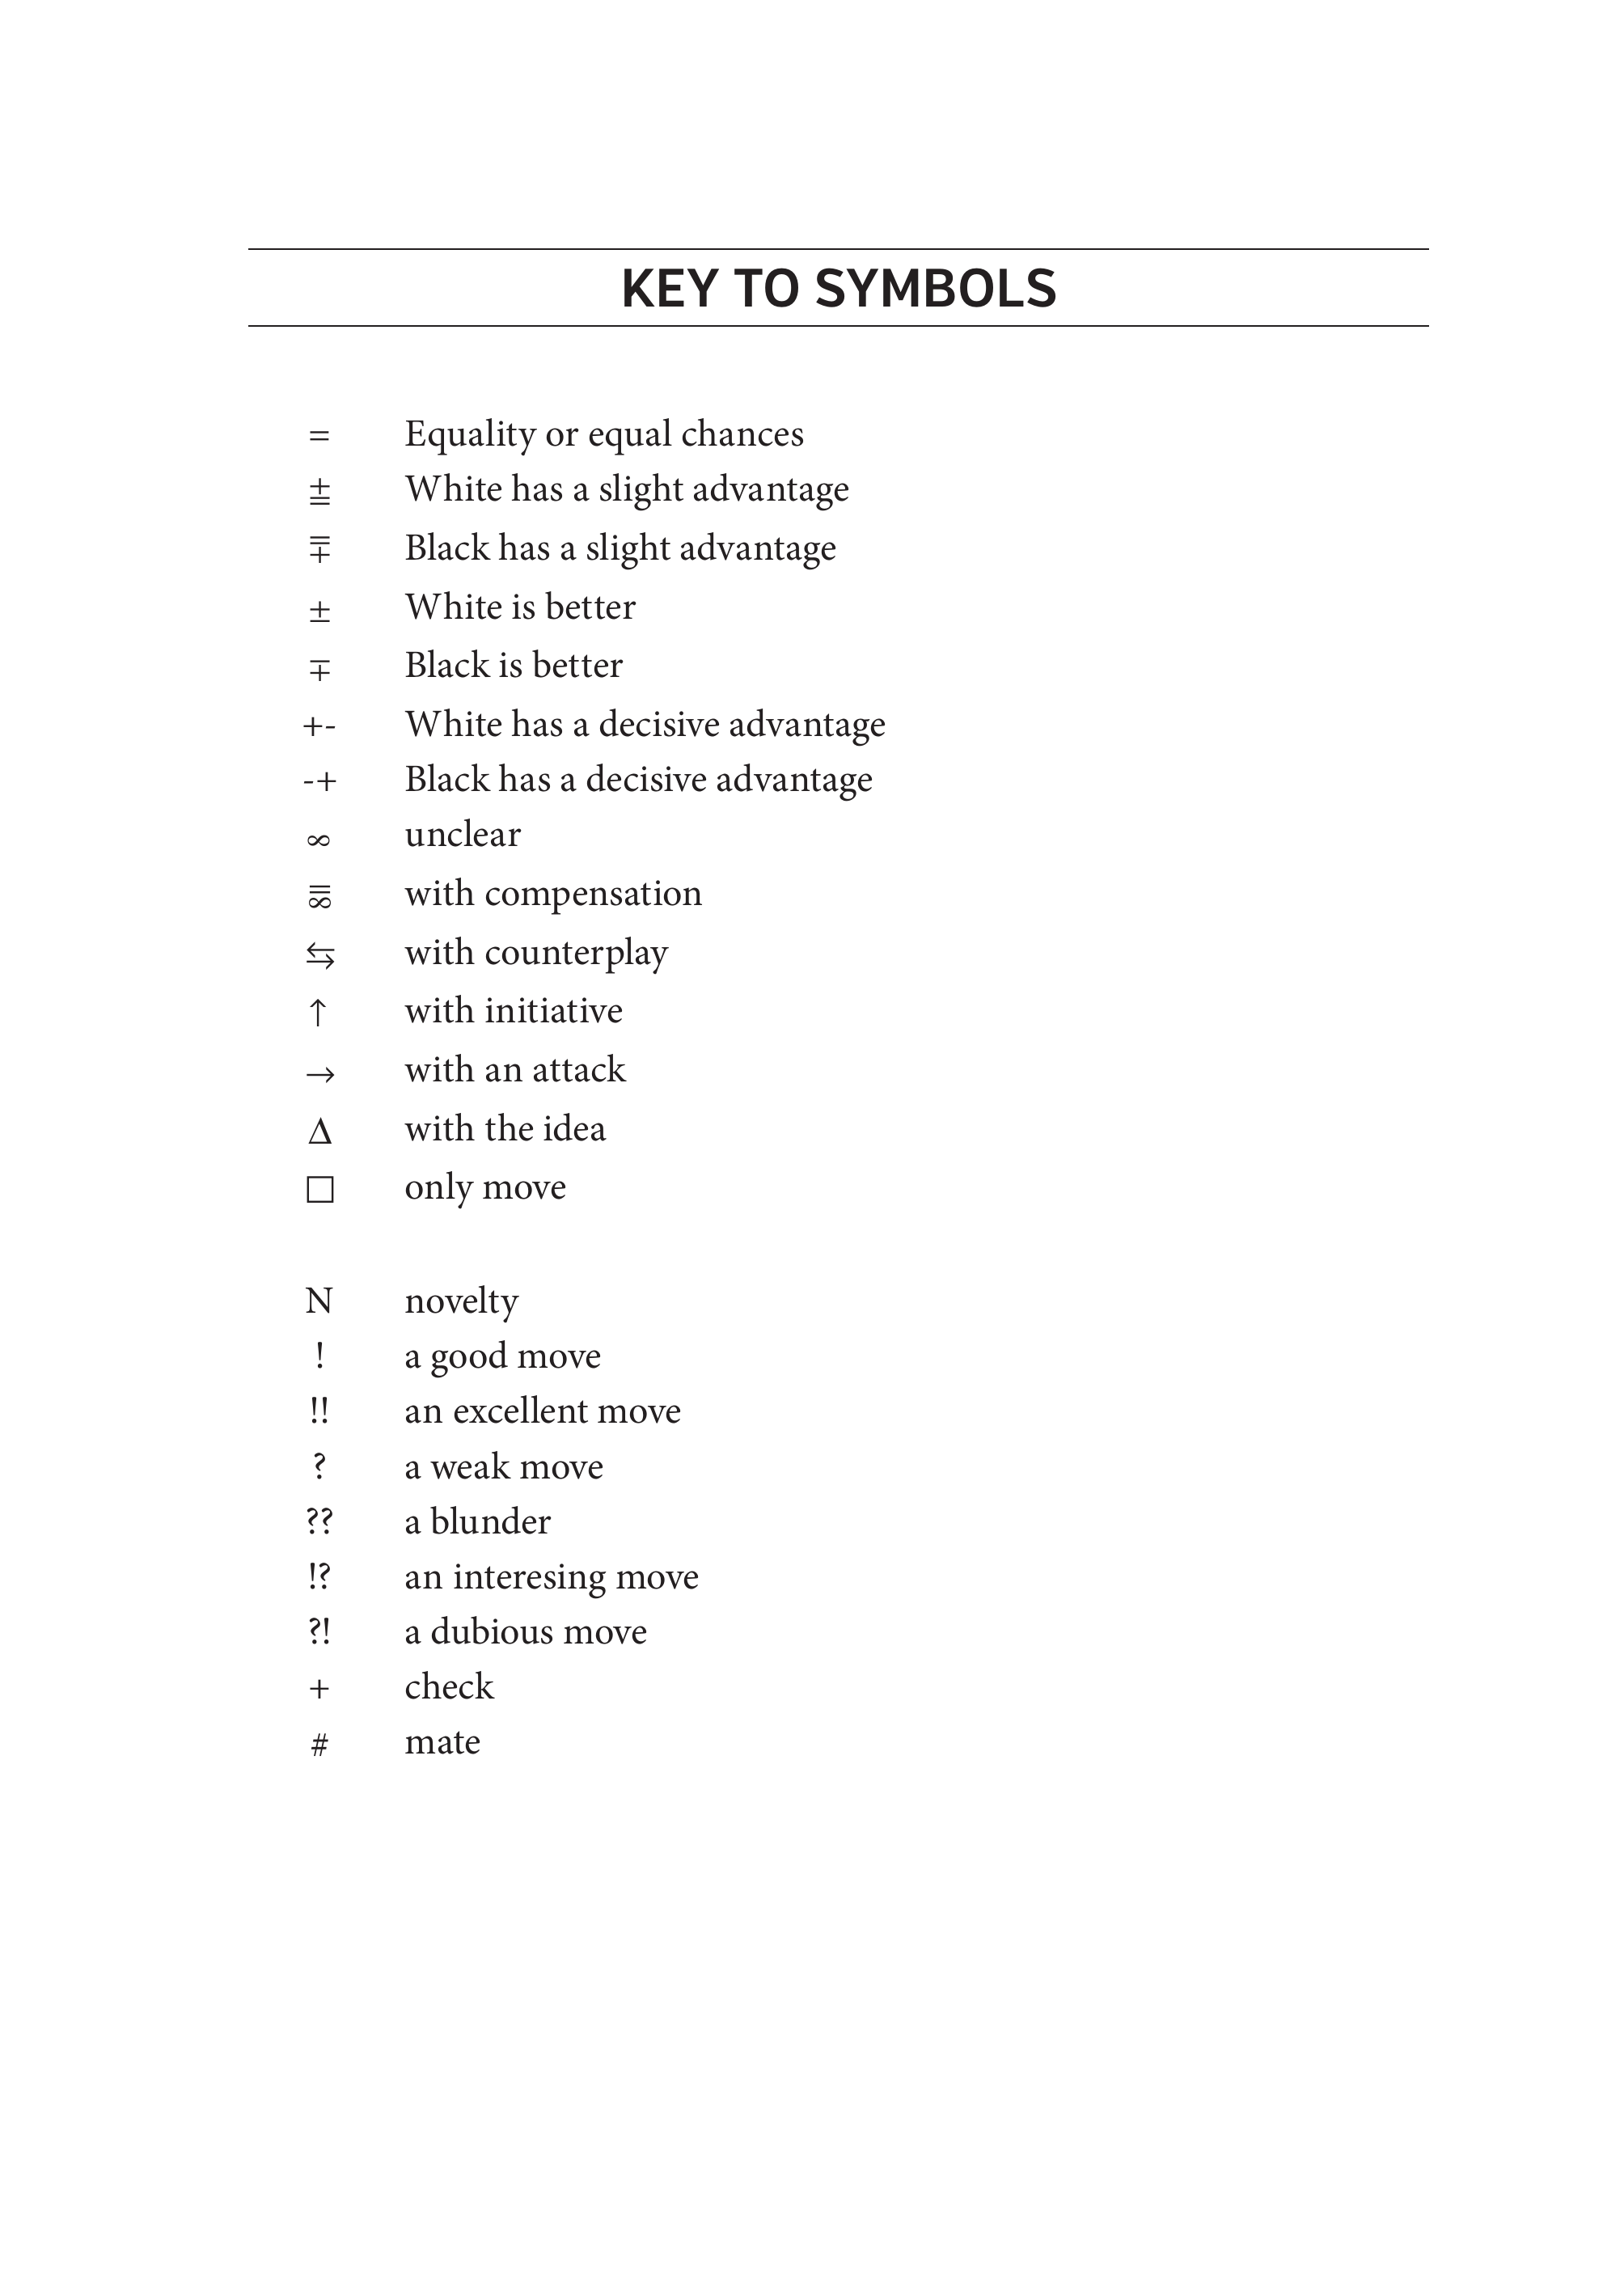 KEY TO SYMBOLS
= Equality or equal chances
⩲ White has a slight advantage
⩱ Black has a slight advantage
± White is better
∓ Black is better
+- White has a decisive advantage
-+ Black has a decisive advantage
∞ unclear
=∞ with compensation
⇆ with counterplay
↑ with initiative
→ with an attack
Δ with the idea
□ only move
N novelty
! a good move
!! an excellent move
? a weak move
?? a blunder
!? an interesing move
?! a dubious move
+ check
# mate